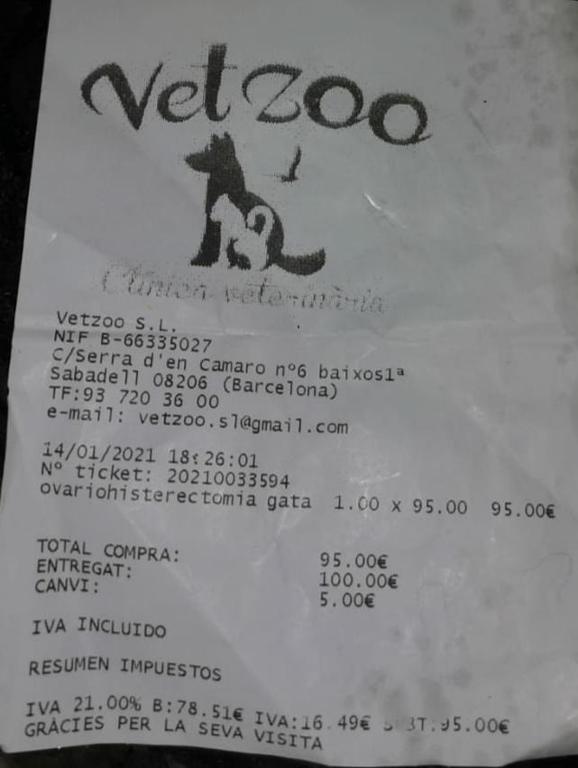 Vetzoo
Clínica veterinària
Vetzoo S.L.
NIF B-66335027
C/Serra d'en Camaro nº6 baixos1ª
Sabadell 08206 (Barcelona)
TF:93 720 36 00
e-mail: vetzoo.sl@gmail.com
14/01/2021 18:26:01
Nº ticket: 20210033594
ovariohisterectomia gata 1.00 x 95.00 95.00€
TOTAL COMPRA: 95.00€
ENTREGAT: 100.00€
CANVI: 5.00€
IVA INCLUIDO
RESUMEN IMPUESTOS
IVA 21.00% B:78.51€ IVA:16.49€ 95.00€
GRÀCIES PER LA SEVA VISITA